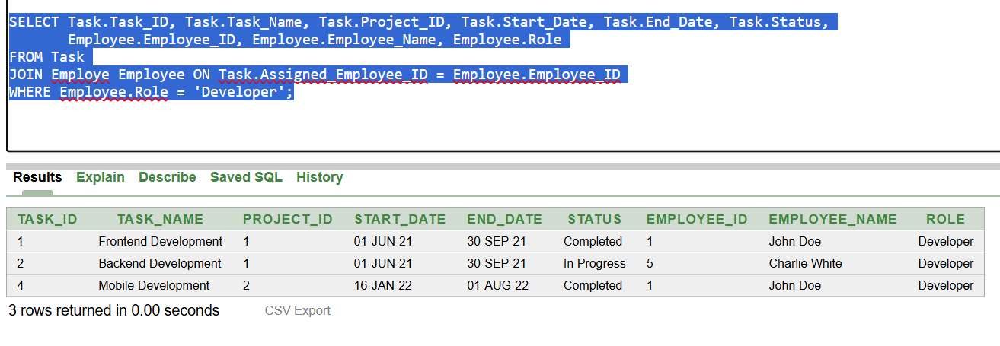 SELECT Task.Task_ID, Task.Task_Name, Task.Project_ID, Task.Start_Date, Task.End_Date, Task.Status,
Employee.Employee_ID, Employee.Employee_Name, Employee.Role
FROM Task
JOIN Employe Employee ON Task.Assigned_Employee_ID = Employee.Employee_ID
WHERE Employee.Role = 'Developer';
Results Explain Describe Saved SQL History
TASK_ID TASK_NAME PROJECT_ID START_DATE END_DATE STATUS EMPLOYEE_ID EMPLOYEE_NAME ROLE
1 Frontend Development 1 01-JUN-21 30-SEP-21 Completed 1 John Doe Developer
2 Backend Development 1 01-JUN-21 30-SEP-21 In Progress 5 Charlie White Developer
4 Mobile Development 2 16-JAN-22 01-AUG-22 Completed 1 John Doe Developer
3 rows returned in 0.00 seconds CSV Export